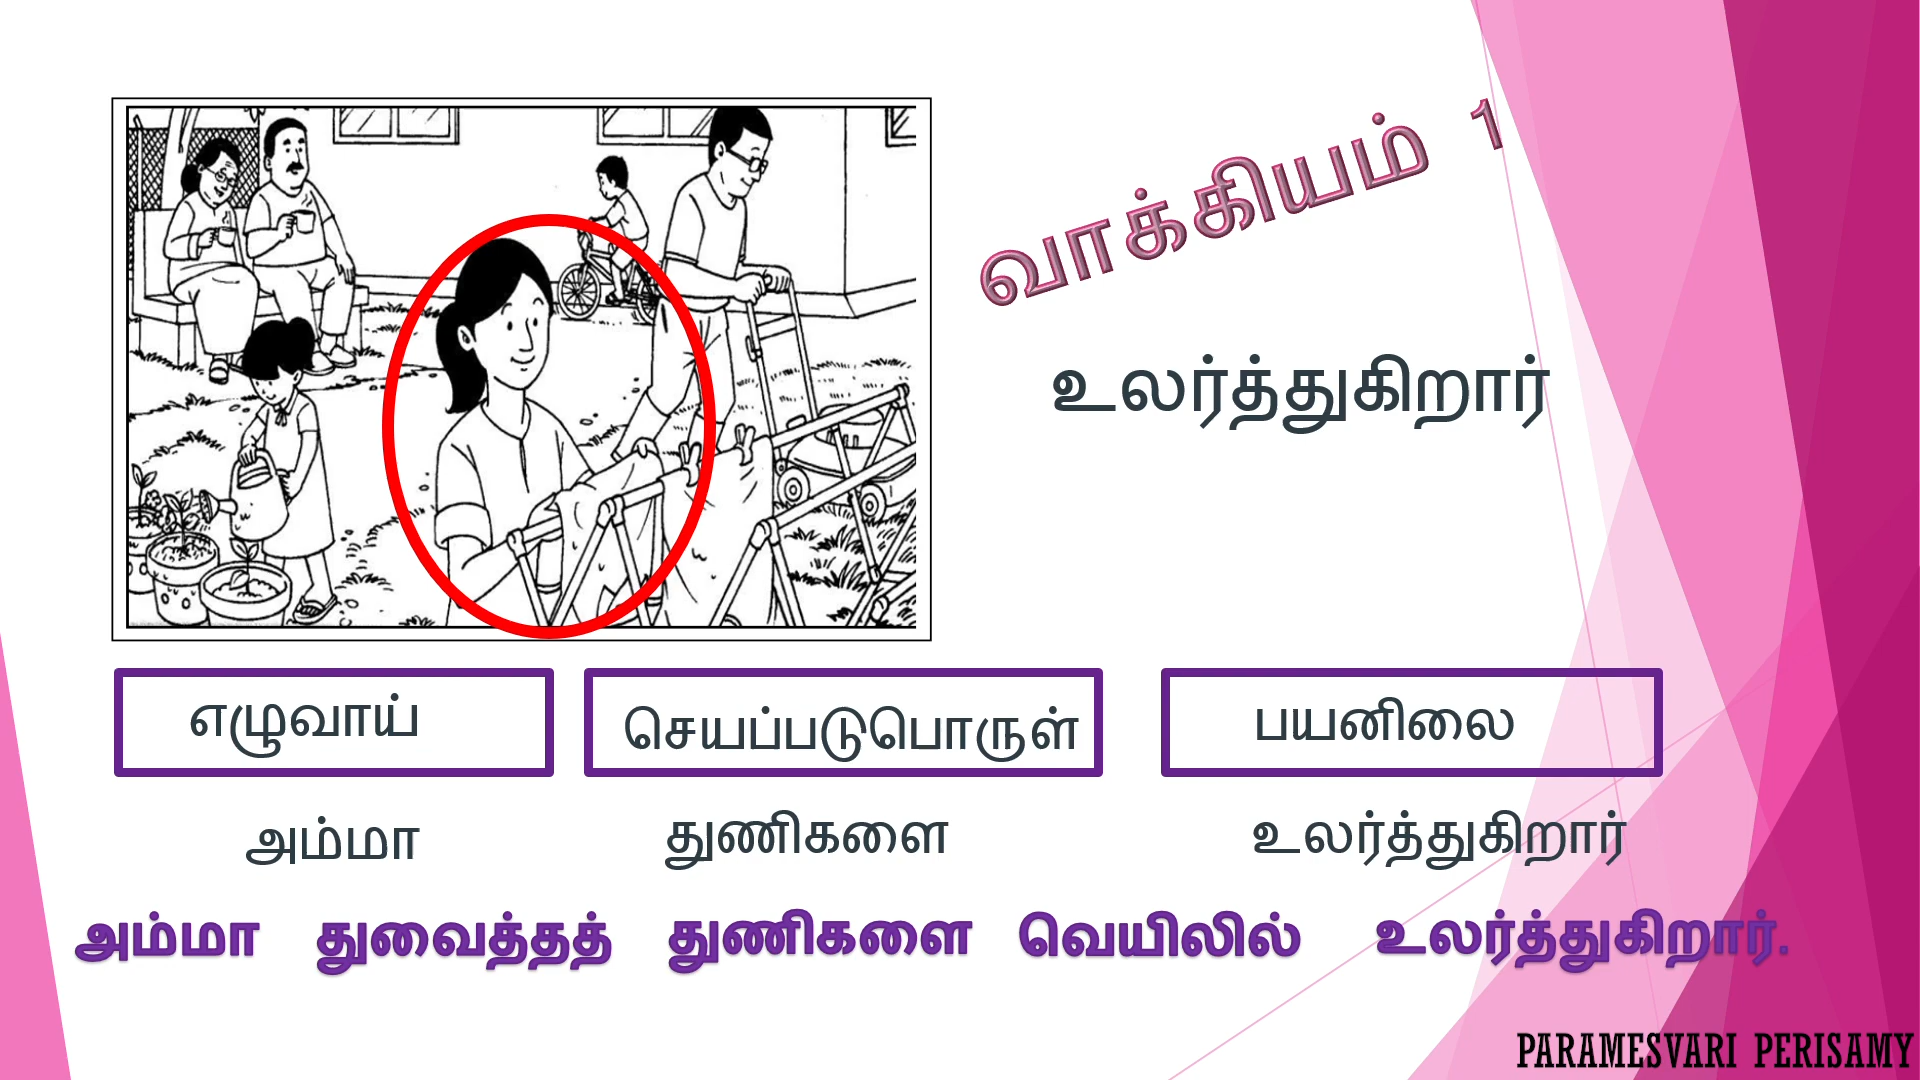 வாக்கியம் 1
உலர்த்துகிறார்
எழுவாய் செயப்படுபொருள் பயனிலை
அம்மா துணிகளை உலர்த்துகிறார்
அம்மா துவைத்தத் துணிகளை வெயிலில் உலர்த்துகிறார்.
PARAMESVARI PERISAMY